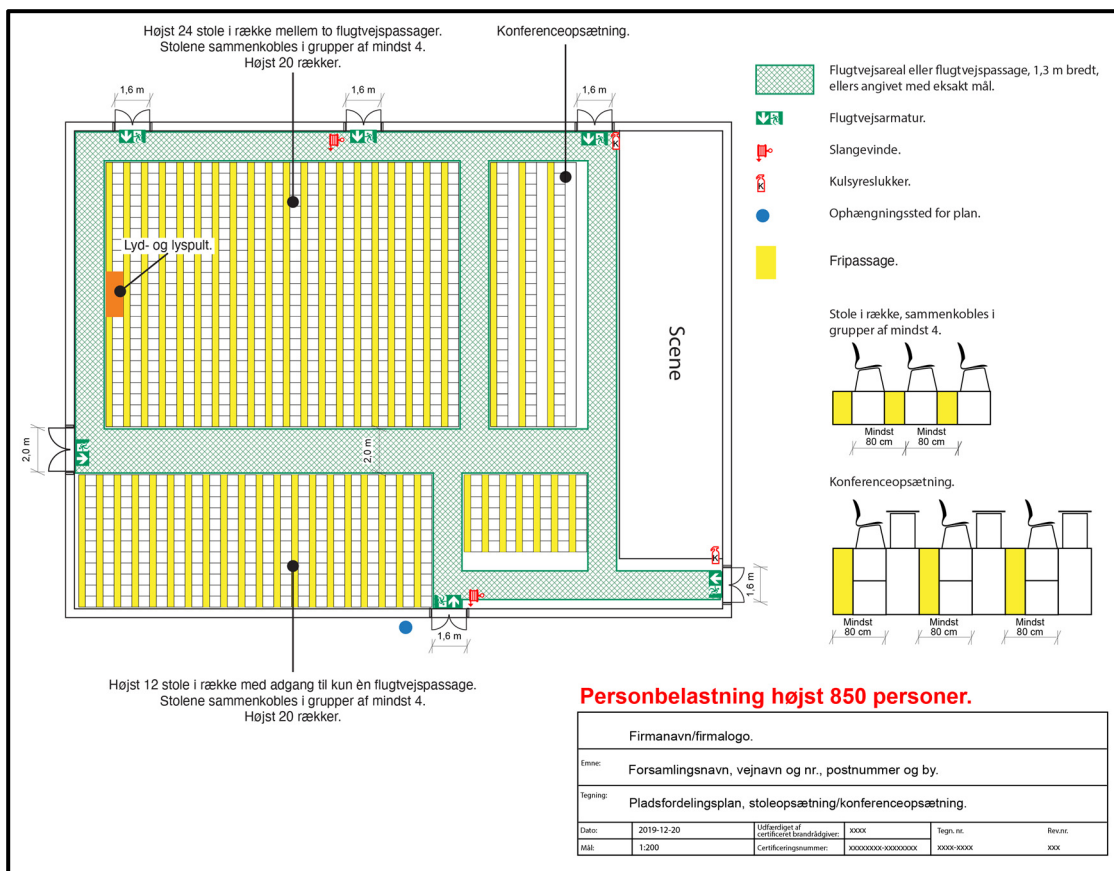 Højst 24 stole i række mellem to flugtvejspassager.
Stolene sammenkobles i grupper af mindst 4.
Højst 20 rækker.
Konferenceopsætning.
1,6 m
1,6 m
1,6 m
K
Lyd- og lyspult.
Scene
2,0 m
2,0 m
K
1,6 m
1,6 m
Højst 12 stole i række med adgang til kun èn flugtvejspassage.
Stolene sammenkobles i grupper af mindst 4.
Højst 20 rækker.
Flugtvejsareal eller flugtvejspassage, 1,3 m bredt,
ellers angivet med eksakt mål.
Flugtvejsarmatur.
Slangevinde.
K
Kulsyreslukker.
Ophængningssted for plan.
Fripassage.
Stole i række, sammenkobles i
grupper af mindst 4.
Mindst
80 cm
Mindst
80 cm
Konferenceopsætning.
Mindst
80 cm
Mindst
80 cm
Mindst
80 cm
Personbelastning højst 850 personer.
Firmanavn/firmalogo.
Emne:
Forsamlingsnavn, vejnavn og nr., postnummer og by.
Tegning:
Pladsfordelingsplan, stoleopsætning/konferenceopsætning.
Dato: 2019-12-20 Udfærdiget af certificeret brandrådgiver: xxxx Tegn. nr. Rev.nr.
Mål: 1:200 Certificeringsnummer: xxxxxxxx-xxxxxxxx xxxx-xxxx xxx